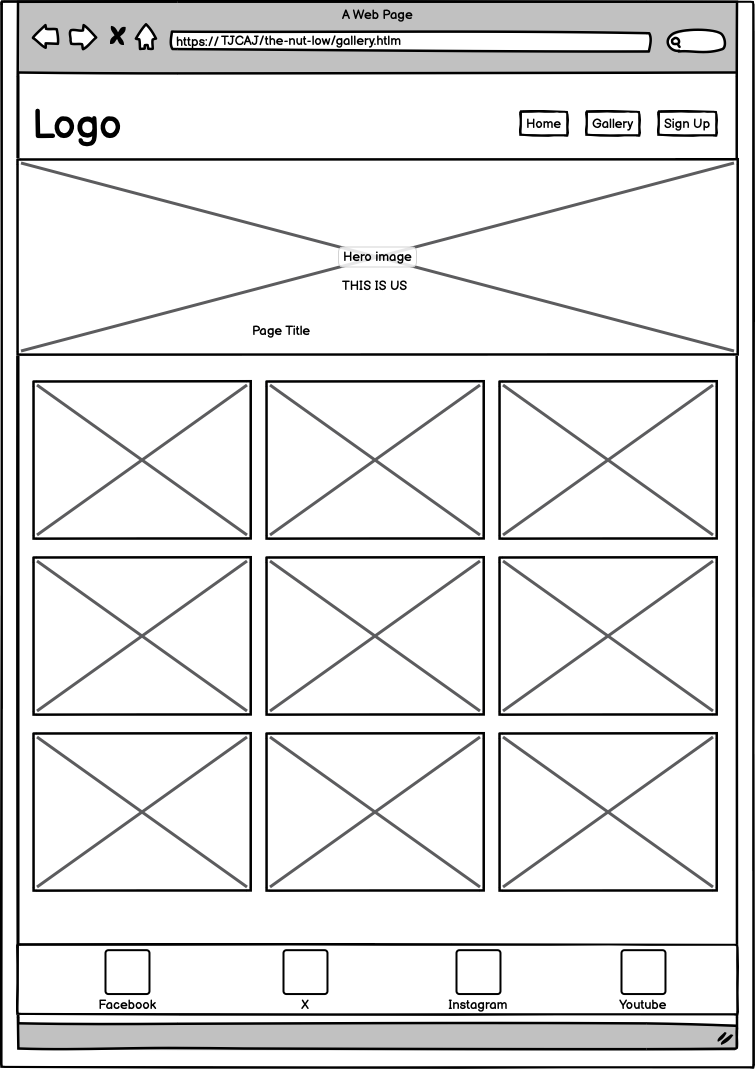 A Web Page
https:// TJCAJ/the-nut-low/gallery.htlm
Logo
Home
Gallery
Sign Up
Hero image
THIS IS US
Page Title
Facebook
X
Instagram
Youtube